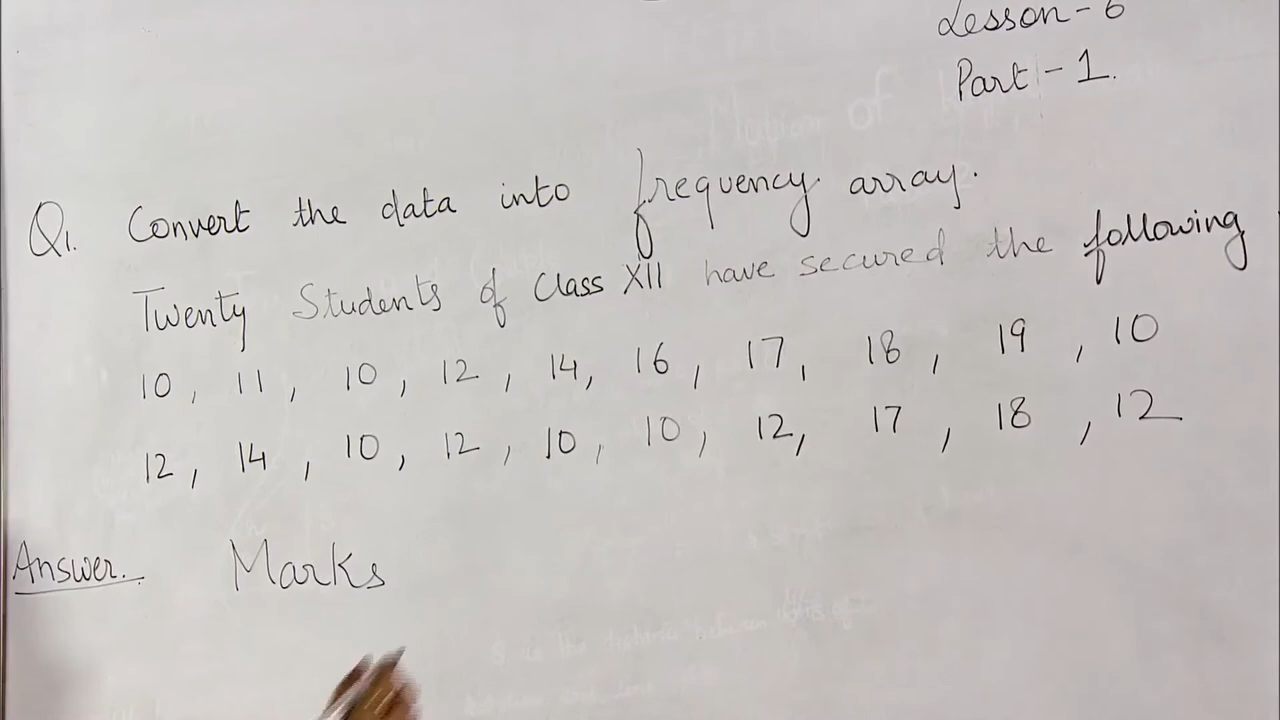 Lesson-6
Part-1.
Q1. Convert the data into frequency array.
Twenty Students of Class XII have secured the following
10, 11, 10, 12, 14, 16, 17, 18, 19, 10
12, 14, 10, 12, 10, 10, 12, 17, 18, 12
Answer. Marks